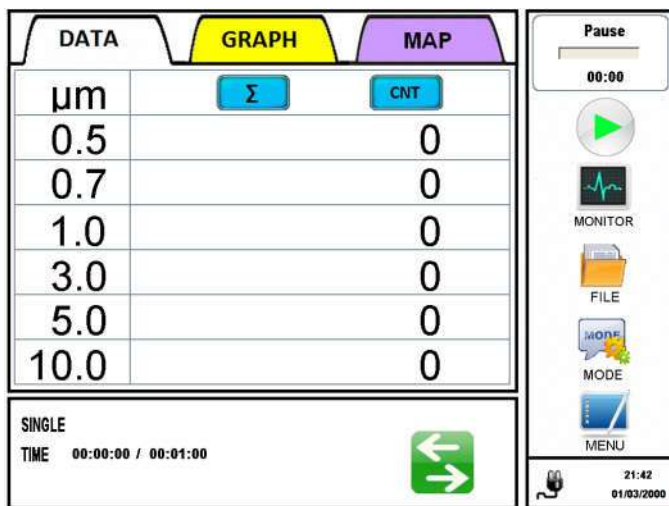 DATA GRAPH MAP
µm Σ CNT
0.5 0
0.7 0
1.0 0
3.0 0
5.0 0
10.0 0
SINGLE
TIME 00:00:00 / 00:01:00
Pause
00:00
MONITOR
FILE
MODE
MODE
MENU
21:42
01/03/2000